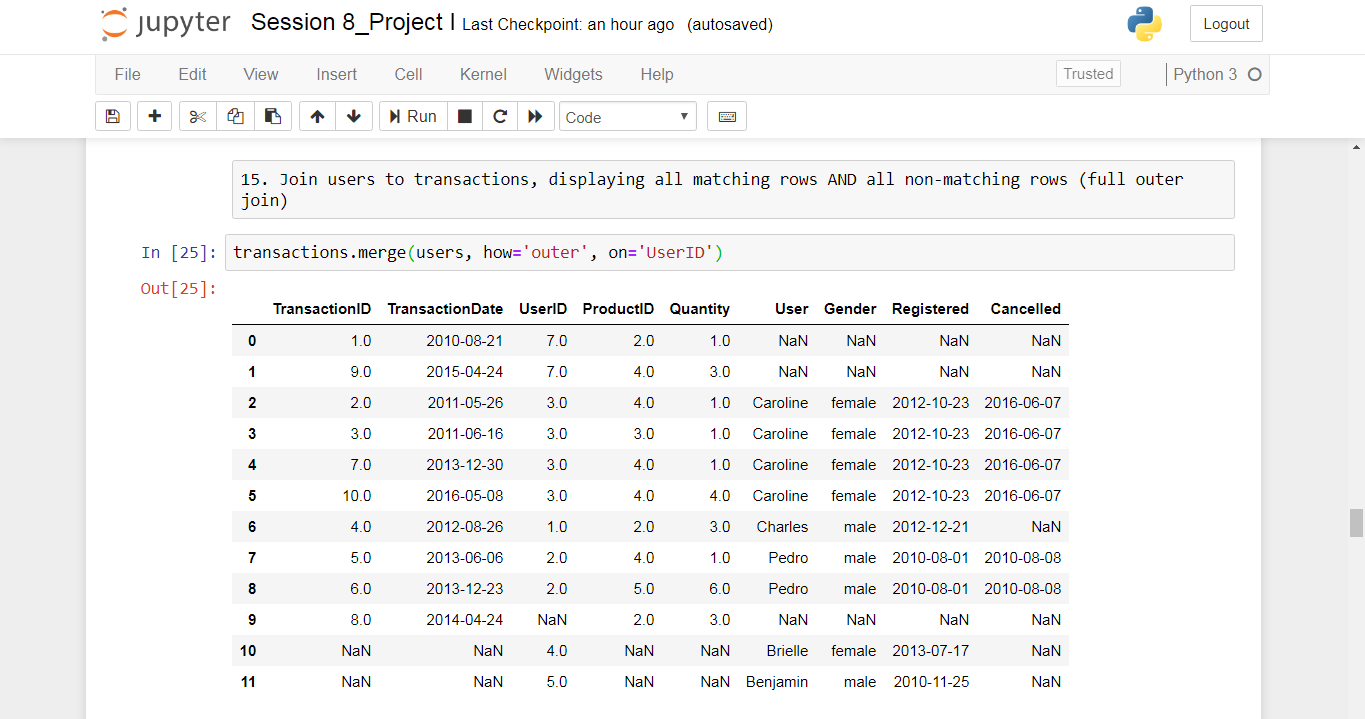 jupyter Session 8_Project I Last Checkpoint: an hour ago (autosaved) Logout
File Edit View Insert Cell Kernel Widgets Help Trusted Python 3
Run Code
15. Join users to transactions, displaying all matching rows AND all non-matching rows (full outer
join)
In [25]: transactions.merge(users, how='outer', on='UserID')
Out[25]:
TransactionID TransactionDate UserID ProductID Quantity User Gender Registered Cancelled
0 1.0 2010-08-21 7.0 2.0 1.0 NaN NaN NaN NaN
1 9.0 2015-04-24 7.0 4.0 3.0 NaN NaN NaN NaN
2 2.0 2011-05-26 3.0 4.0 1.0 Caroline female 2012-10-23 2016-06-07
3 3.0 2011-06-16 3.0 3.0 1.0 Caroline female 2012-10-23 2016-06-07
4 7.0 2013-12-30 3.0 4.0 1.0 Caroline female 2012-10-23 2016-06-07
5 10.0 2016-05-08 3.0 4.0 4.0 Caroline female 2012-10-23 2016-06-07
6 4.0 2012-08-26 1.0 2.0 3.0 Charles male 2012-12-21 NaN
7 5.0 2013-06-06 2.0 4.0 1.0 Pedro male 2010-08-01 2010-08-08
8 6.0 2013-12-23 2.0 5.0 6.0 Pedro male 2010-08-01 2010-08-08
9 8.0 2014-04-24 NaN 2.0 3.0 NaN NaN NaN NaN
10 NaN NaN 4.0 NaN NaN Brielle female 2013-07-17 NaN
11 NaN NaN 5.0 NaN NaN Benjamin male 2010-11-25 NaN